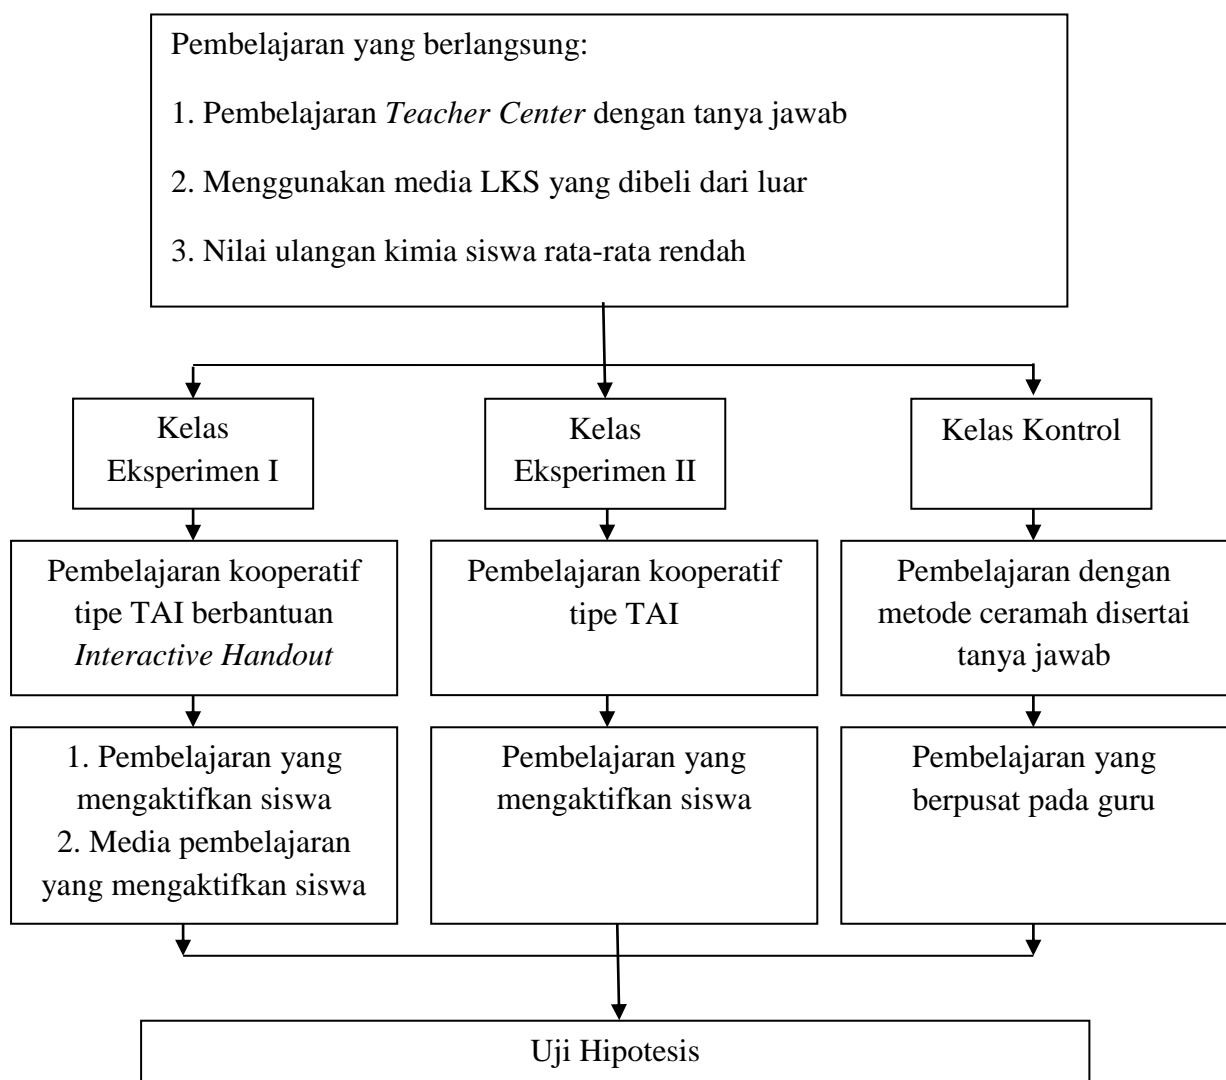 Pembelajaran yang berlangsung:
1. Pembelajaran Teacher Center dengan tanya jawab
2. Menggunakan media LKS yang dibeli dari luar
3. Nilai ulangan kimia siswa rata-rata rendah
Kelas
Eksperimen I
Kelas
Eksperimen II
Kelas Kontrol
Pembelajaran kooperatif
tipe TAI berbantuan
Interactive Handout
Pembelajaran kooperatif
tipe TAI
Pembelajaran dengan
metode ceramah disertai
tanya jawab
1. Pembelajaran yang
mengaktifkan siswa
2. Media pembelajaran
yang mengaktifkan siswa
Pembelajaran yang
mengaktifkan siswa
Pembelajaran yang
berpusat pada guru
Uji Hipotesis